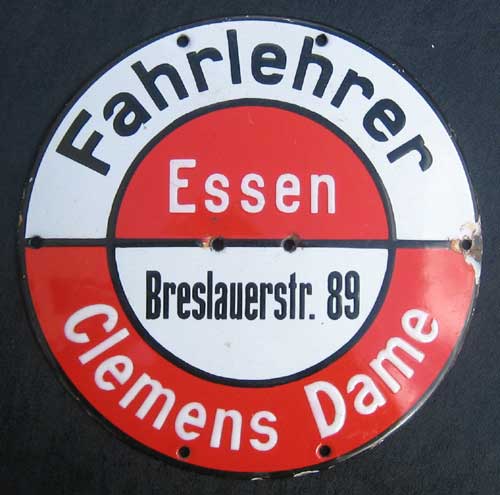 Fahrlehrer
Essen
Breslauerstr. 89
Clemens Dame